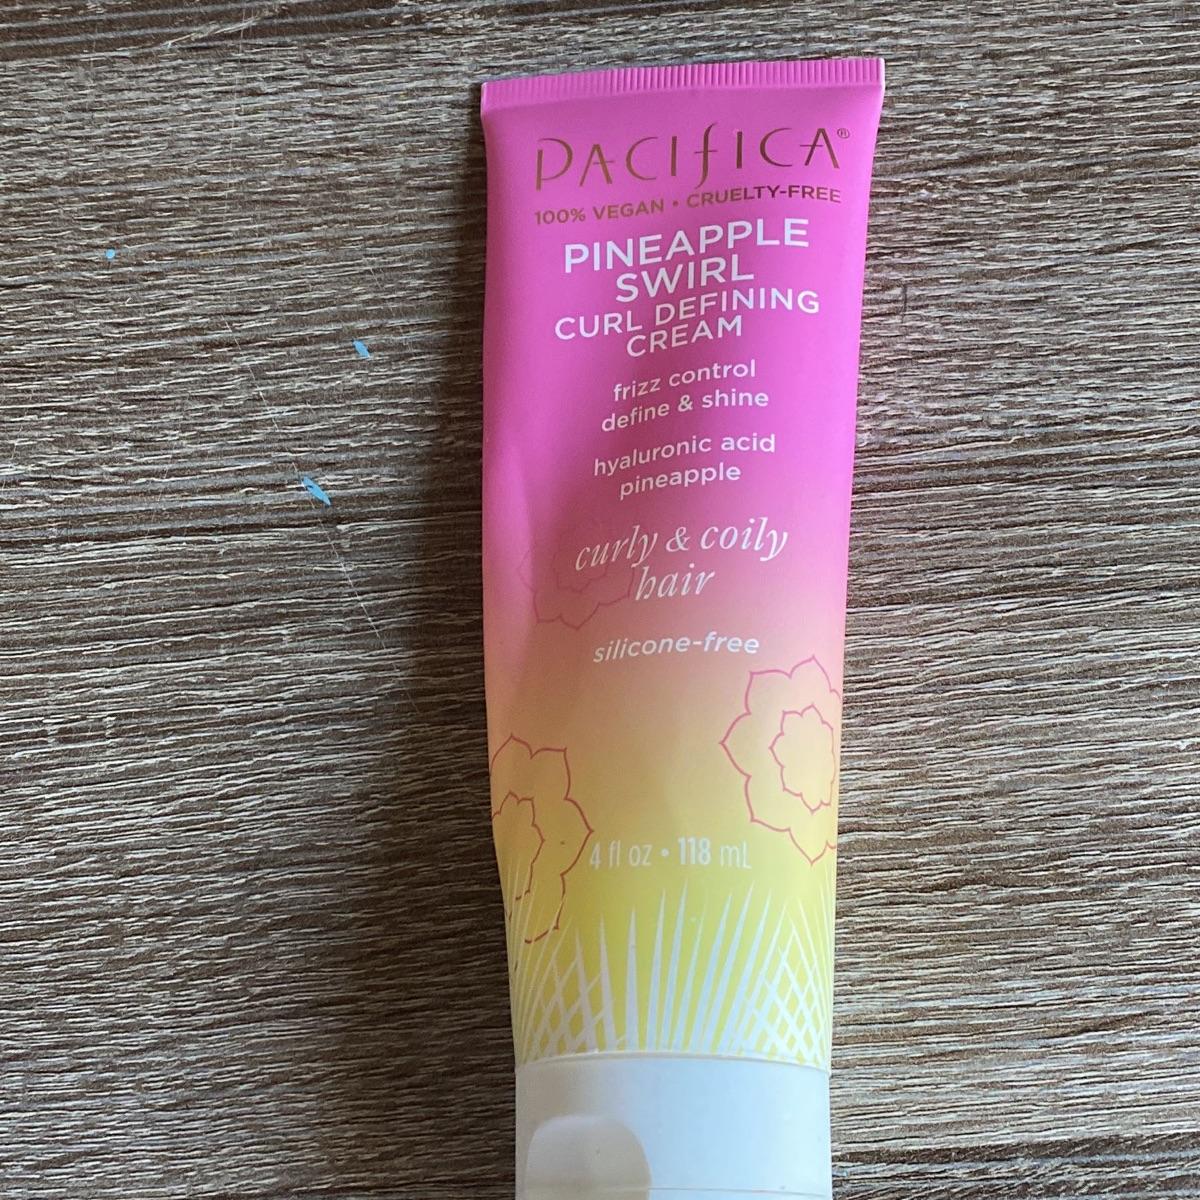 PACIFICA®
100% VEGAN • CRUELTY-FREE
PINEAPPLE
SWIRL
CURL DEFINING
CREAM
frizz control
define & shine
hyaluronic acid
pineapple
curly & coily
hair
silicone-free
4 fl oz • 118 mL